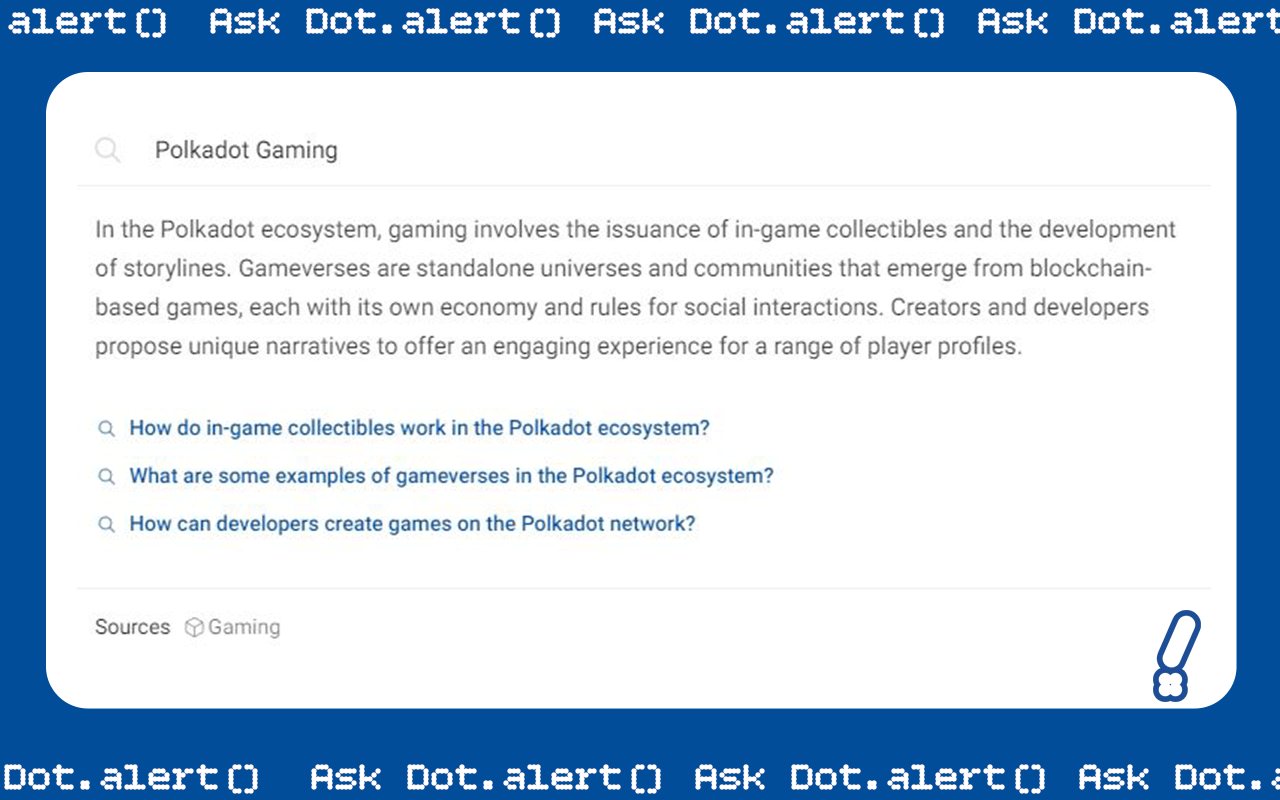 alert() Ask Dot.alert() Ask Dot.alert() Ask Dot.alert
Polkadot Gaming
In the Polkadot ecosystem, gaming involves the issuance of in-game collectibles and the development
of storylines. Gameverses are standalone universes and communities that emerge from blockchain-
based games, each with its own economy and rules for social interactions. Creators and developers
propose unique narratives to offer an engaging experience for a range of player profiles.
How do in-game collectibles work in the Polkadot ecosystem?
What are some examples of gameverses in the Polkadot ecosystem?
How can developers create games on the Polkadot network?
Sources Gaming
Dot.alert() Ask Dot.alert() Ask Dot.alert() Ask Dot.a